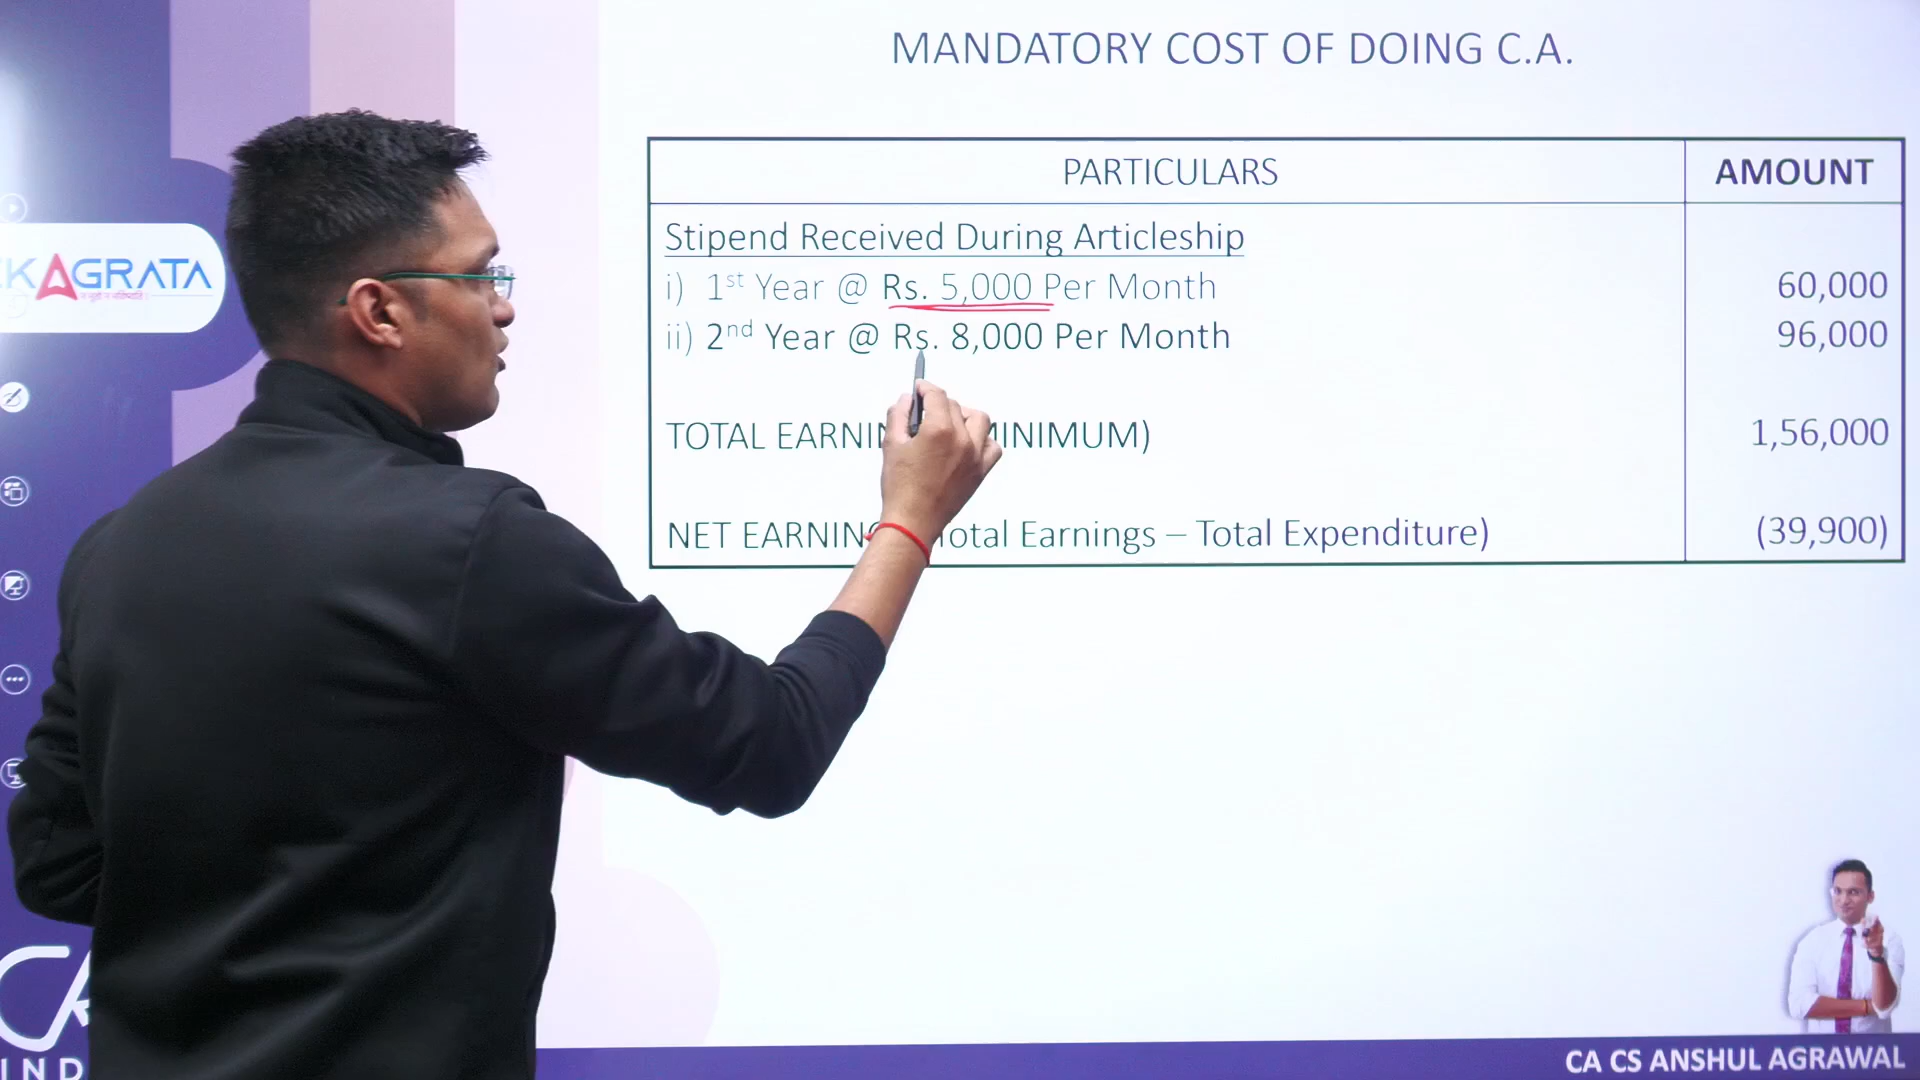 MANDATORY COST OF DOING C.A.
PARTICULARS AMOUNT
Stipend Received During Articleship
i) 1st Year @ Rs. 5,000 Per Month 60,000
ii) 2nd Year @ Rs. 8,000 Per Month 96,000
TOTAL EARNIN INIMUM) 1,56,000
NET EARNIN otal Earnings – Total Expenditure) (39,900)
KAGRATA
IND
CA CS ANSHUL AGRAWAL